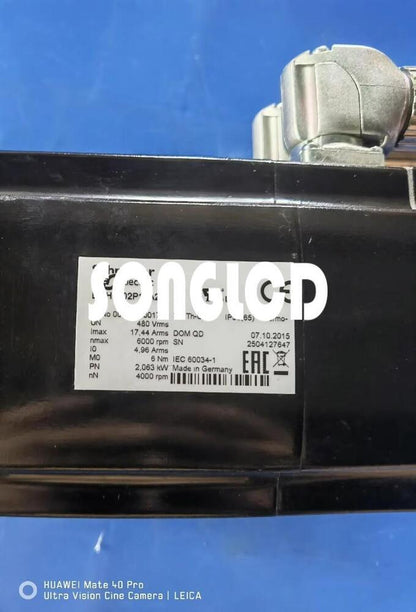 SONGLOD
UN 480 Vrms
Imax 17,44 Arms DOM QD 07.10.2015
nmax 6000 rpm SN 2504127647
I0 4,96 Arms
M0 6 Nm IEC 60034-1
PN 2,063 kW Made in Germany
nN 4000 rpm
EAC
HUAWEI Mate 40 Pro
Ultra Vision Cine Camera | LEICA